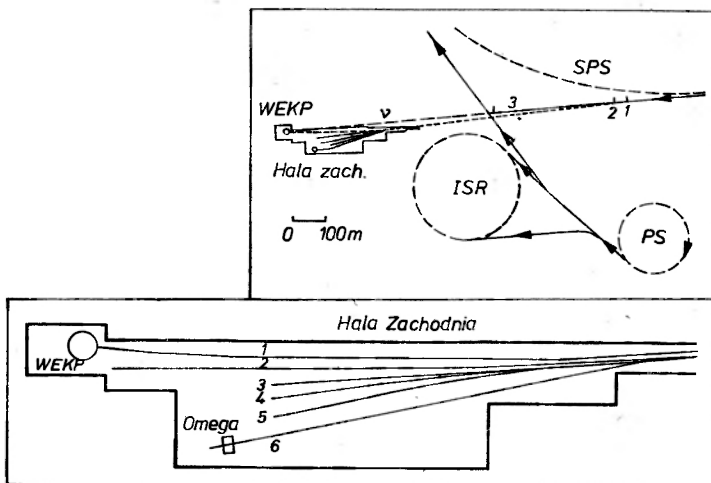 SPS
WEKP
ν
3
2 1
Hala zach.
ISR
PS
0 100m
Hala Zachodnia
WEKP
1
2
3
4
5
6
Omega